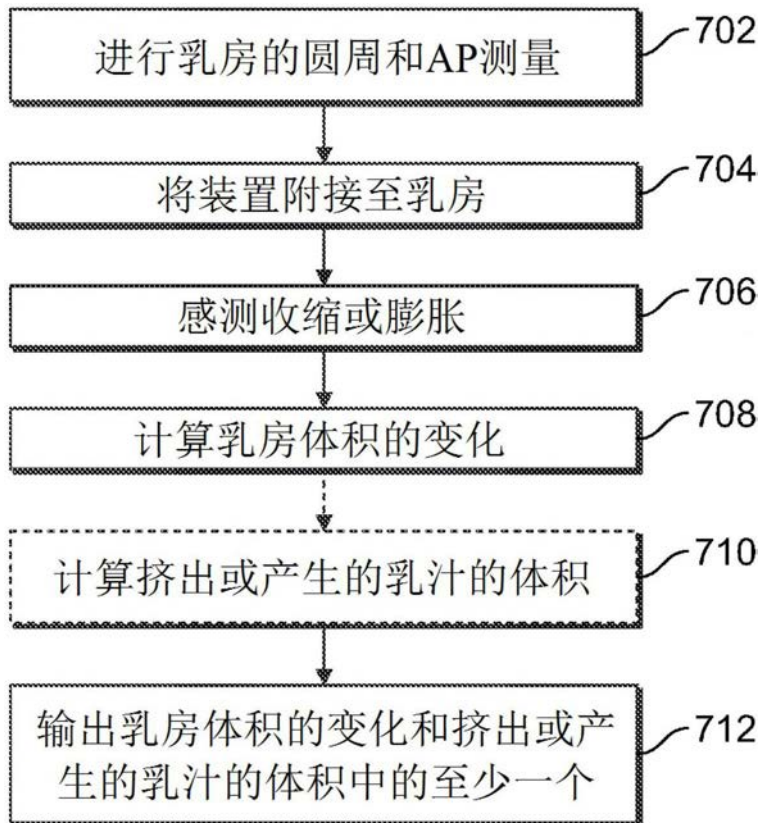 进行乳房的圆周和AP测量
702
将装置附接至乳房
704
感测收缩或膨胀
706
计算乳房体积的变化
708
计算挤出或产生的乳汁的体积
710
输出乳房体积的变化和挤出或产
生的乳汁的体积中的至少一个
712